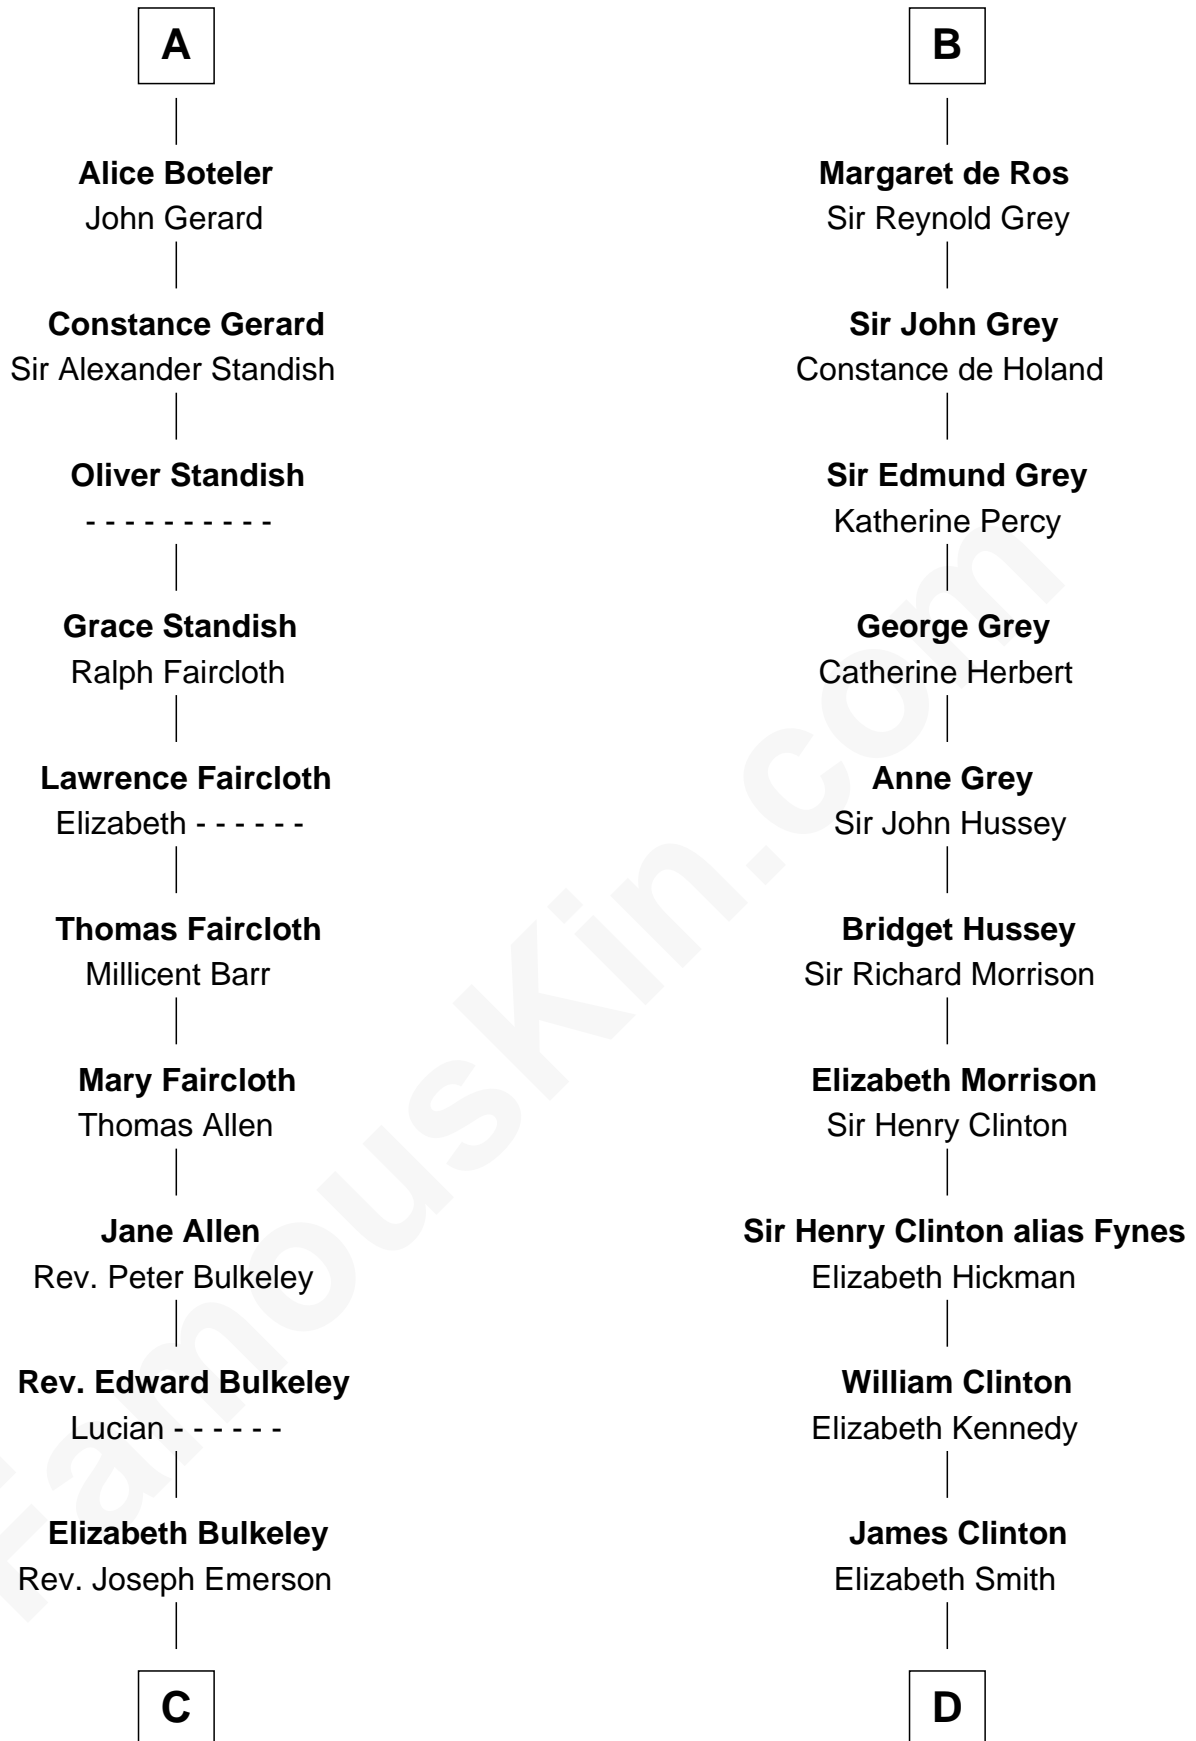 A
Alice Boteler
John Gerard
Constance Gerard
Sir Alexander Standish
Oliver Standish
- - - - - - - - - -
Grace Standish
Ralph Faircloth
Lawrence Faircloth
Elizabeth - - - - - -
Thomas Faircloth
Millicent Barr
Mary Faircloth
Thomas Allen
Jane Allen
Rev. Peter Bulkeley
Rev. Edward Bulkeley
Lucian - - - - - -
Elizabeth Bulkeley
Rev. Joseph Emerson
C
B
Margaret de Ros
Sir Reynold Grey
Sir John Grey
Constance de Holand
Sir Edmund Grey
Katherine Percy
George Grey
Catherine Herbert
Anne Grey
Sir John Hussey
Bridget Hussey
Sir Richard Morrison
Elizabeth Morrison
Sir Henry Clinton
Sir Henry Clinton alias Fynes
Elizabeth Hickman
William Clinton
Elizabeth Kennedy
James Clinton
Elizabeth Smith
D
FamousKin.com